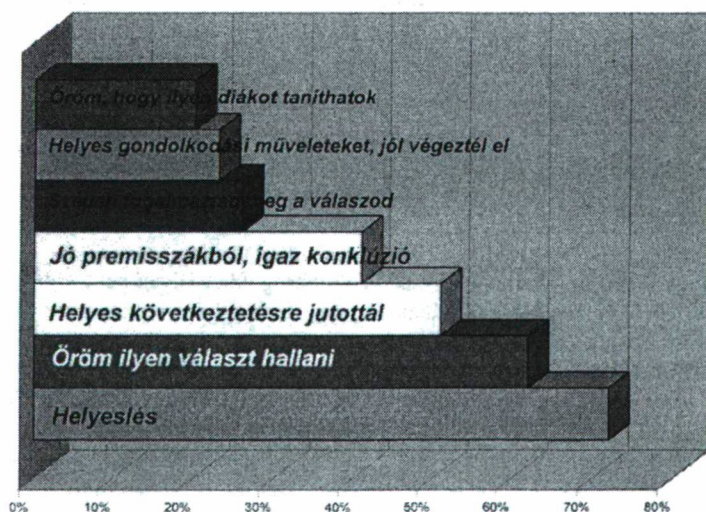 Öröm, hogy ilyen diákot taníthatok
Helyes gondolkodási műveleteket, jól végeztél el
a válaszod
Jó premisszákból, igaz konklúzió
Helyes következtetésre jutottál
Öröm ilyen választ hallani
Helyeslés
0% 10% 20% 30% 40% 50% 60% 70% 80%